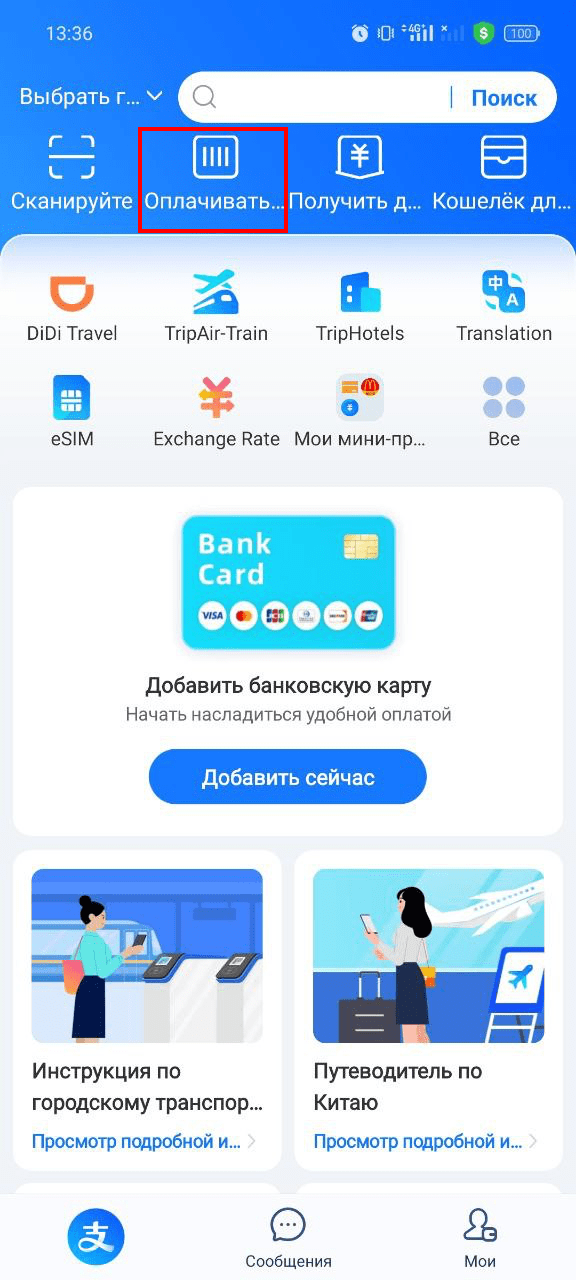 13:36
4G+
$
100
Выбрать г...
Поиск
Сканируйте
Оплачивать...
¥
Получить д...
Кошелёк дл...
DiDi Travel
TripAir-Train
TripHotels
中 A
Translation
eSIM
Exchange Rate
Мои мини-пр...
Все
Bank
Card
VISA
Добавить банковскую карту
Начать насладиться удобной оплатой
Добавить сейчас
Инструкция по
городскому транспор...
Просмотр подробной и...
Путеводитель по
Китаю
Просмотр подробной и...
支
Сообщения
Мои